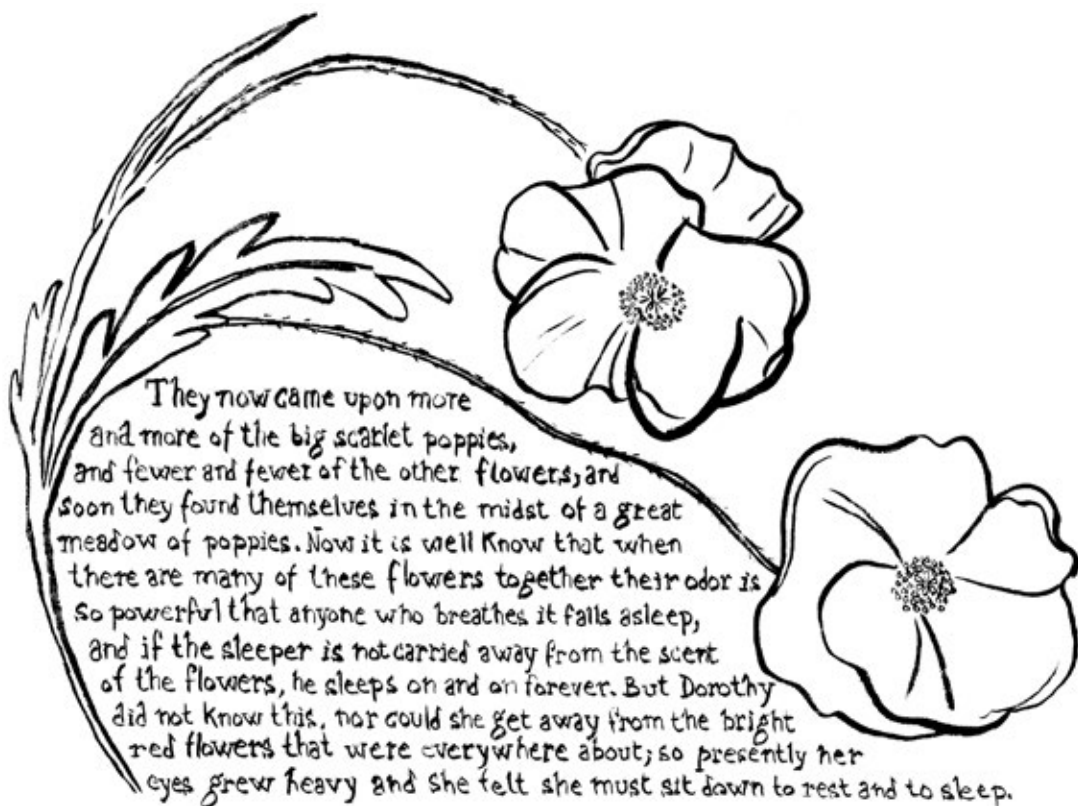 They now came upon more
and more of the big scarlet poppies,
and fewer and fewer of the other flowers; and
soon they found themselves in the midst of a great
meadow of poppies. Now it is well know that when
there are many of these flowers together their odor is
so powerful that anyone who breathes it falls asleep,
and if the sleeper is not carried away from the scent
of the flowers, he sleeps on and on forever. But Dorothy
did not know this, nor could she get away from the bright
red flowers that were everywhere about; so presently her
eyes grew heavy and she felt she must sit down to rest and to sleep.